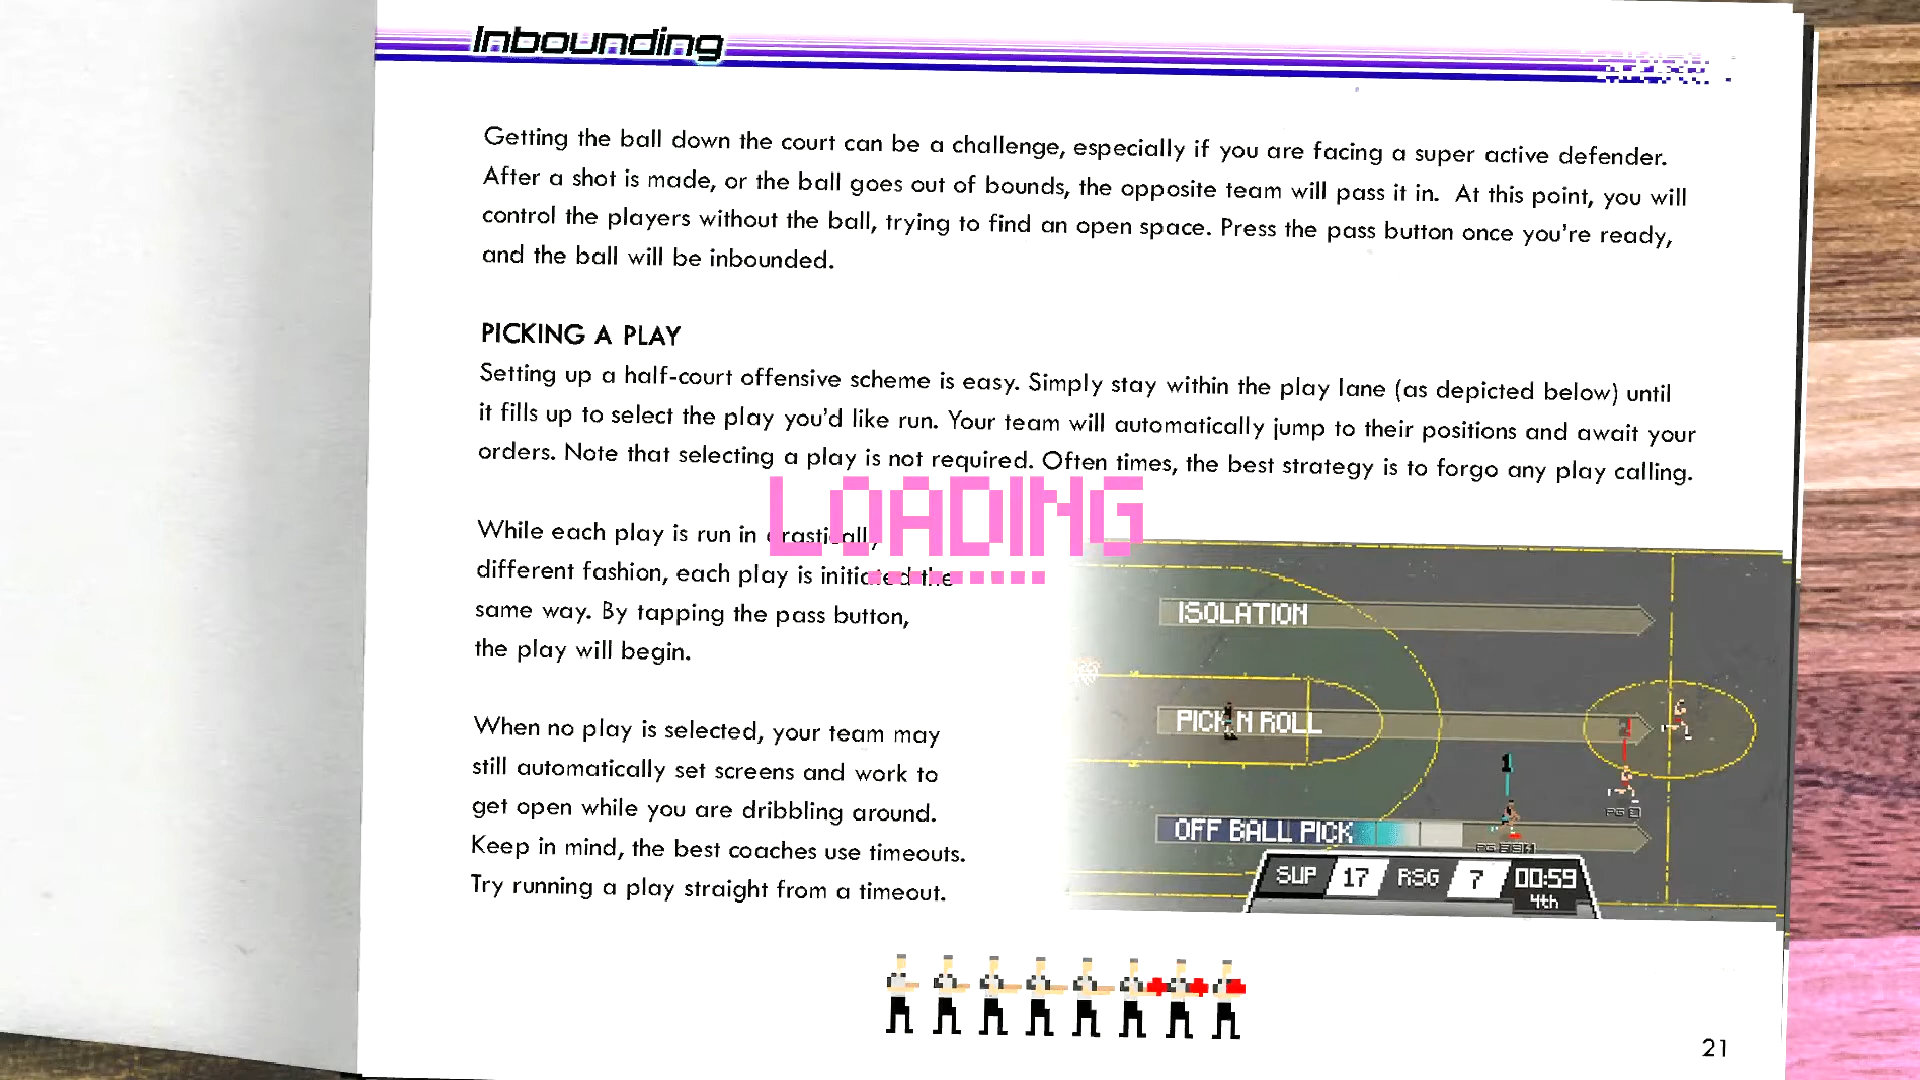 Inbounding
Getting the ball down the court can be a challenge, especially if you are facing a super active defender.
After a shot is made, or the ball goes out of bounds, the opposite team will pass it in. At this point, you will
control the players without the ball, trying to find an open space. Press the pass button once you're ready,
and the ball will be inbounded.
PICKING A PLAY
Setting up a half-court offensive scheme is easy. Simply stay within the play lane (as depicted below) until
it fills up to select the play you'd like run. Your team will automatically jump to their positions and await your
orders. Note that selecting a play is not required. Often times, the best strategy is to forgo any play calling.
LOADING
While each play is run in drastically
different fashion, each play is initiated the
same way. By tapping the pass button,
the play will begin.
When no play is selected, your team may
still automatically set screens and work to
get open while you are dribbling around.
Keep in mind, the best coaches use timeouts.
Try running a play straight from a timeout.
ISOLATION
PICK N ROLL
1
OFF BALL PICK
SUP 17 RSG 7 00:59
4th
21